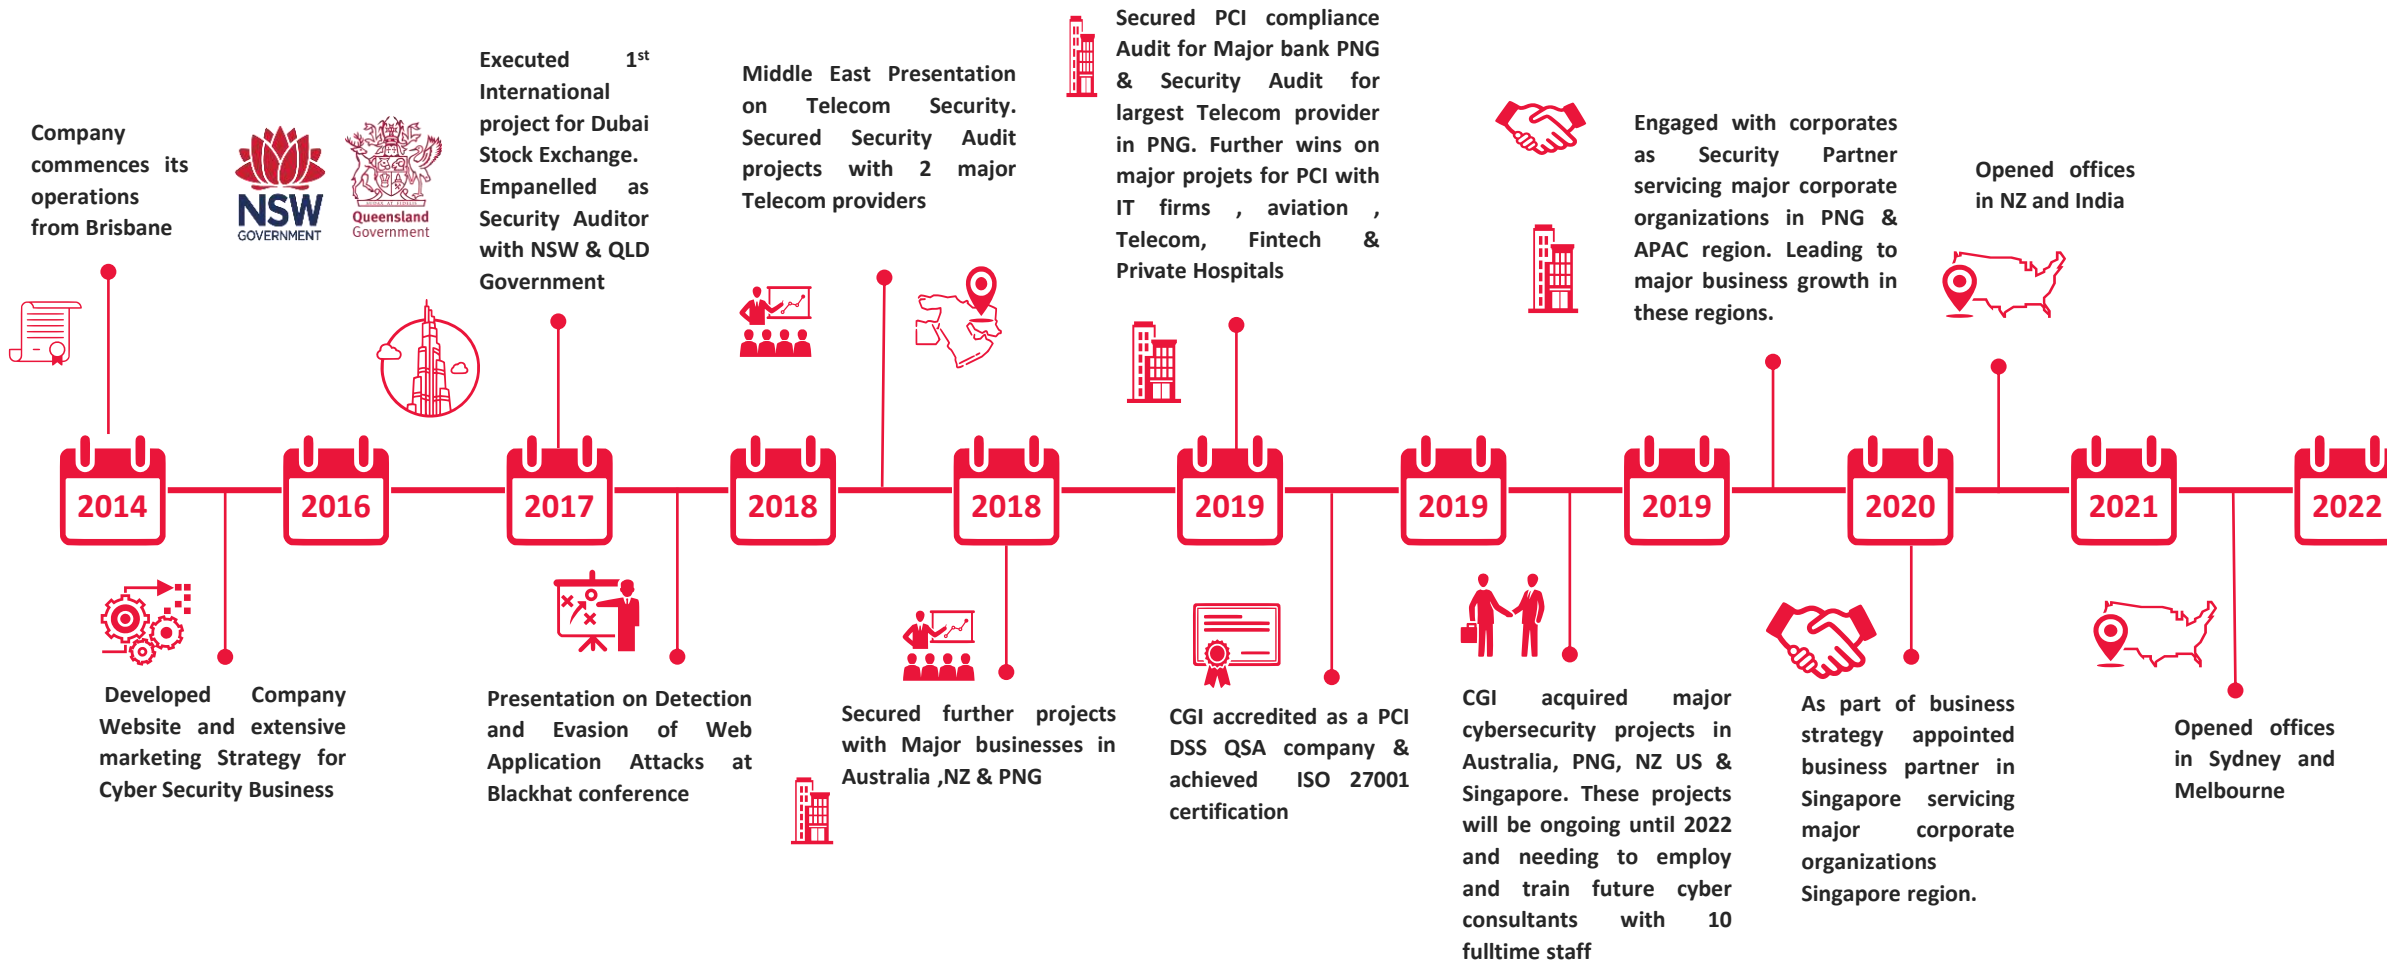 Company
commences its
operations
from Brisbane
NSW
GOVERNMENT
Queensland
Government
Executed 1st
International
project for Dubai
Stock Exchange.
Empanelled as
Security Auditor
with NSW & QLD
Government
Middle East Presentation
on Telecom Security.
Secured Security Audit
projects with 2 major
Telecom providers
Secured PCI compliance
Audit for Major bank PNG
& Security Audit for
largest Telecom provider
in PNG. Further wins on
major projets for PCI with
IT firms , aviation ,
Telecom, Fintech &
Private Hospitals
Engaged with corporates
as Security Partner
servicing major corporate
organizations in PNG &
APAC region. Leading to
major business growth in
these regions.
Opened offices
in NZ and India
2014
2016
2017
2018
2018
2019
2019
2019
2020
2021
2022
Developed Company
Website and extensive
marketing Strategy for
Cyber Security Business
Presentation on Detection
and Evasion of Web
Application Attacks at
Blackhat conference
Secured further projects
with Major businesses in
Australia ,NZ & PNG
CGI accredited as a PCI
DSS QSA company &
achieved ISO 27001
certification
CGI acquired major
cybersecurity projects in
Australia, PNG, NZ US &
Singapore. These projects
will be ongoing until 2022
and needing to employ
and train future cyber
consultants with 10
fulltime staff
As part of business
strategy appointed
business partner in
Singapore servicing
major corporate
organizations
Singapore region.
Opened offices
in Sydney and
Melbourne